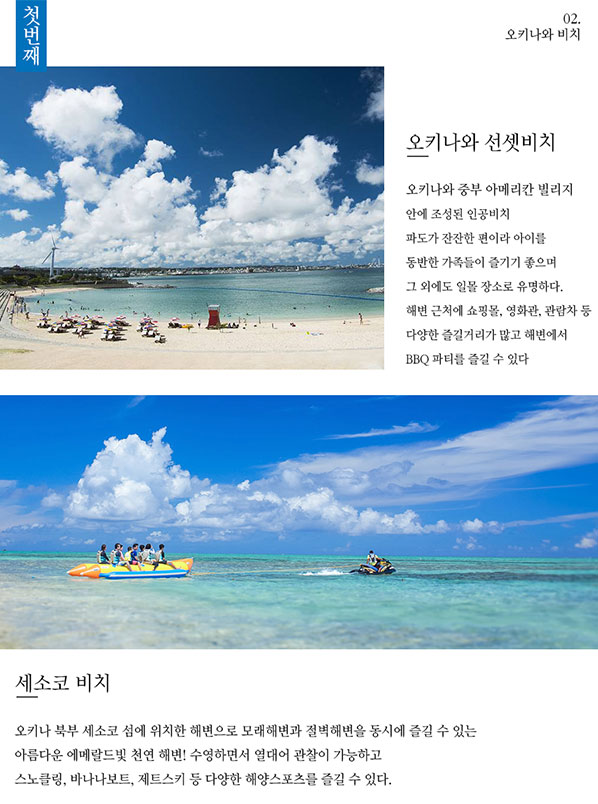 첫번째
02.
오키나와 비치
오키나와 선셋비치
오키나와 중부 아메리칸 빌리지
안에 조성된 인공비치
파도가 잔잔한 편이라 아이를
동반한 가족들이 즐기기 좋으며
그 외에도 일몰 장소로 유명하다.
해변 근처에 쇼핑몰, 영화관, 관람차 등
다양한 즐길거리가 많고 해변에서
BBQ 파티를 즐길 수 있다
세소코 비치
오키나 북부 세소코 섬에 위치한 해변으로 모래해변과 절벽해변을 동시에 즐길 수 있는
아름다운 에메랄드빛 천연 해변! 수영하면서 열대어 관찰이 가능하고
스노클링, 바나나보트, 제트스키 등 다양한 해양스포츠를 즐길 수 있다.